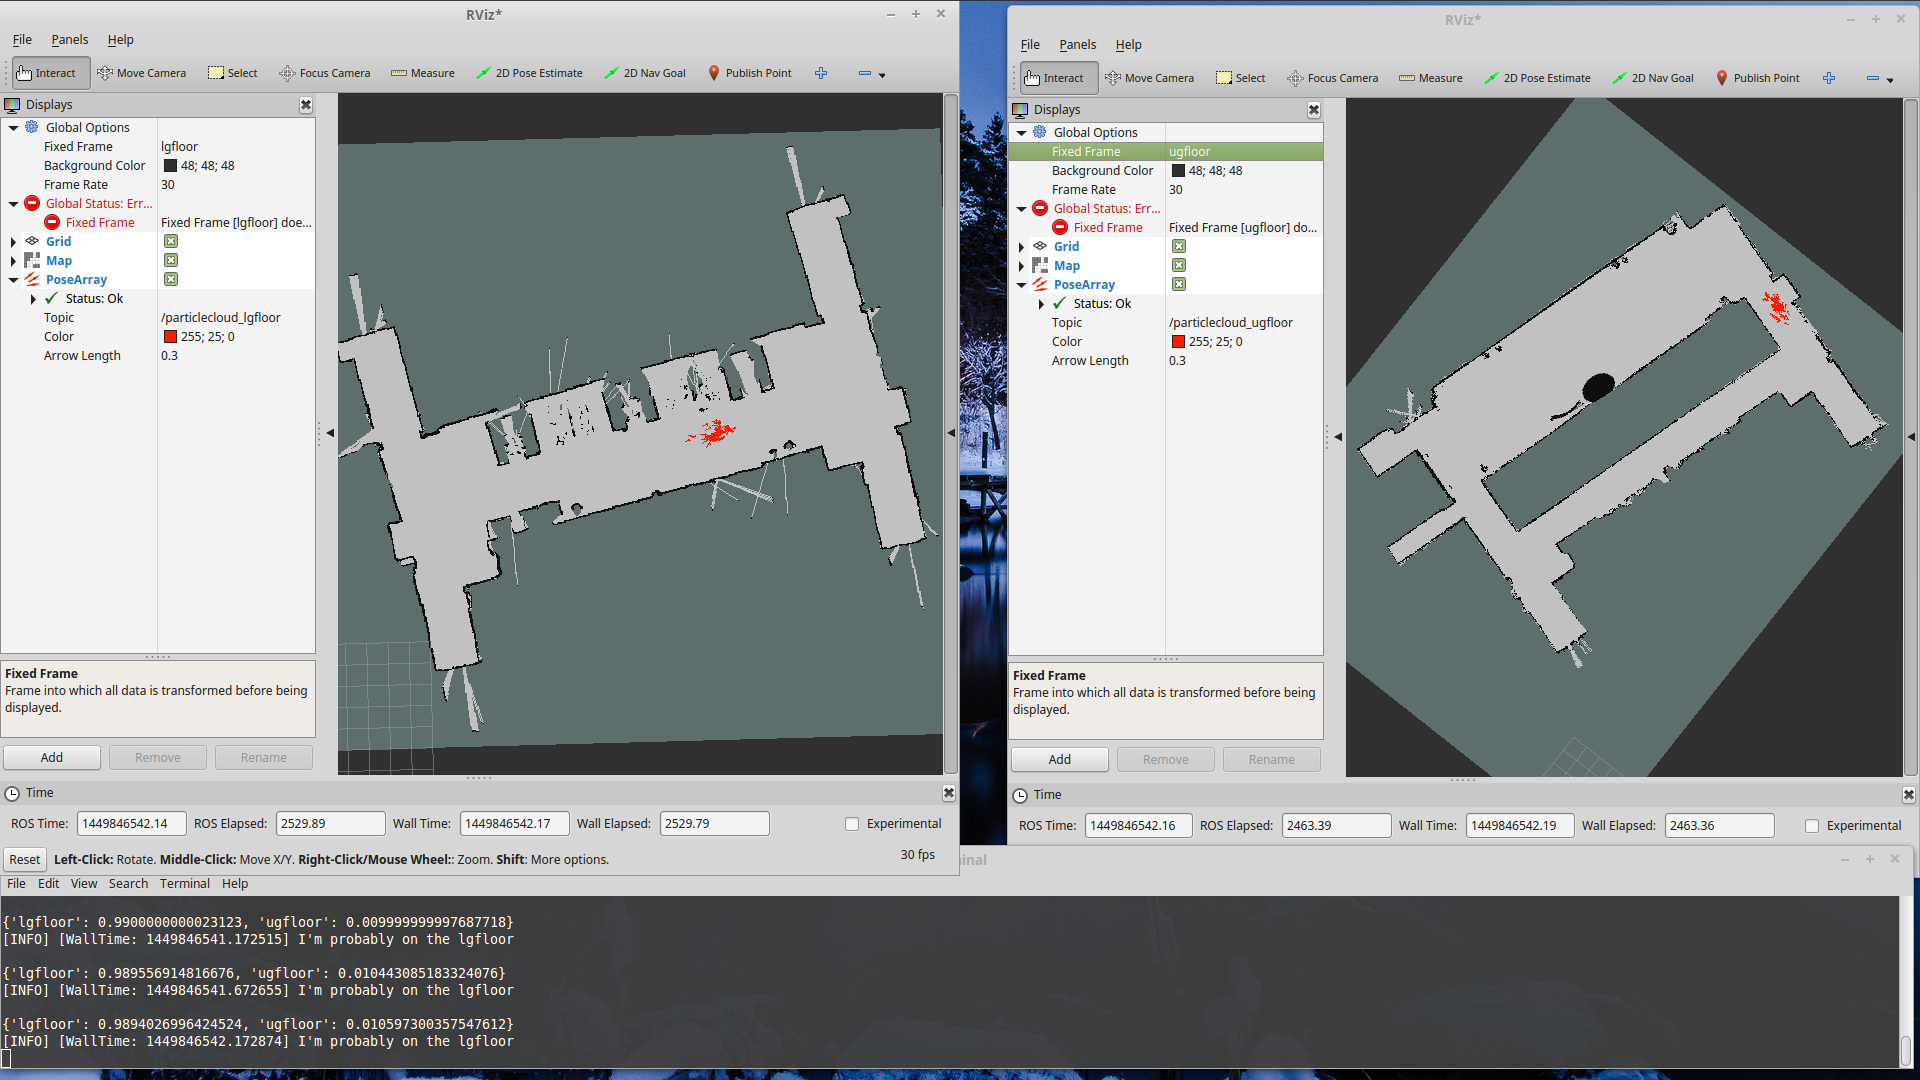 RViz*
File Panels Help
Interact Move Camera Select Focus Camera Measure 2D Pose Estimate 2D Nav Goal Publish Point
Displays
Global Options
Fixed Frame lgfloor
Background Color 48; 48; 48
Frame Rate 30
Global Status: Err...
Fixed Frame Fixed Frame [lgfloor] doe...
Grid
Map
PoseArray
Status: Ok
Topic /particlecloud_lgfloor
Color 255; 25; 0
Arrow Length 0.3
Fixed Frame
Frame into which all data is transformed before being
displayed.
Add Remove Rename
Time
ROS Time: 1449846542.14 ROS Elapsed: 2529.89 Wall Time: 1449846542.17 Wall Elapsed: 2529.79 Experimental
Reset Left-Click: Rotate. Middle-Click: Move X/Y. Right-Click/Mouse Wheel:: Zoom. Shift: More options. 30 fps
RViz*
File Panels Help
Interact Move Camera Select Focus Camera Measure 2D Pose Estimate 2D Nav Goal Publish Point
Displays
Global Options
Fixed Frame ugfloor
Background Color 48; 48; 48
Frame Rate 30
Global Status: Err...
Fixed Frame Fixed Frame [ugfloor] do...
Grid
Map
PoseArray
Status: Ok
Topic /particlecloud_ugfloor
Color 255; 25; 0
Arrow Length 0.3
Fixed Frame
Frame into which all data is transformed before being
displayed.
Add Remove Rename
Time
ROS Time: 1449846542.16 ROS Elapsed: 2463.39 Wall Time: 1449846542.19 Wall Elapsed: 2463.36 Experimental
inal
File Edit View Search Terminal Help
{'lgfloor': 0.9900000000023123, 'ugfloor': 0.009999999997687718}
[INFO] [WallTime: 1449846541.172515] I'm probably on the lgfloor
{'lgfloor': 0.989556914816676, 'ugfloor': 0.010443085183324076}
[INFO] [WallTime: 1449846541.672655] I'm probably on the lgfloor
{'lgfloor': 0.9894026996424524, 'ugfloor': 0.010597300357547612}
[INFO] [WallTime: 1449846542.172874] I'm probably on the lgfloor